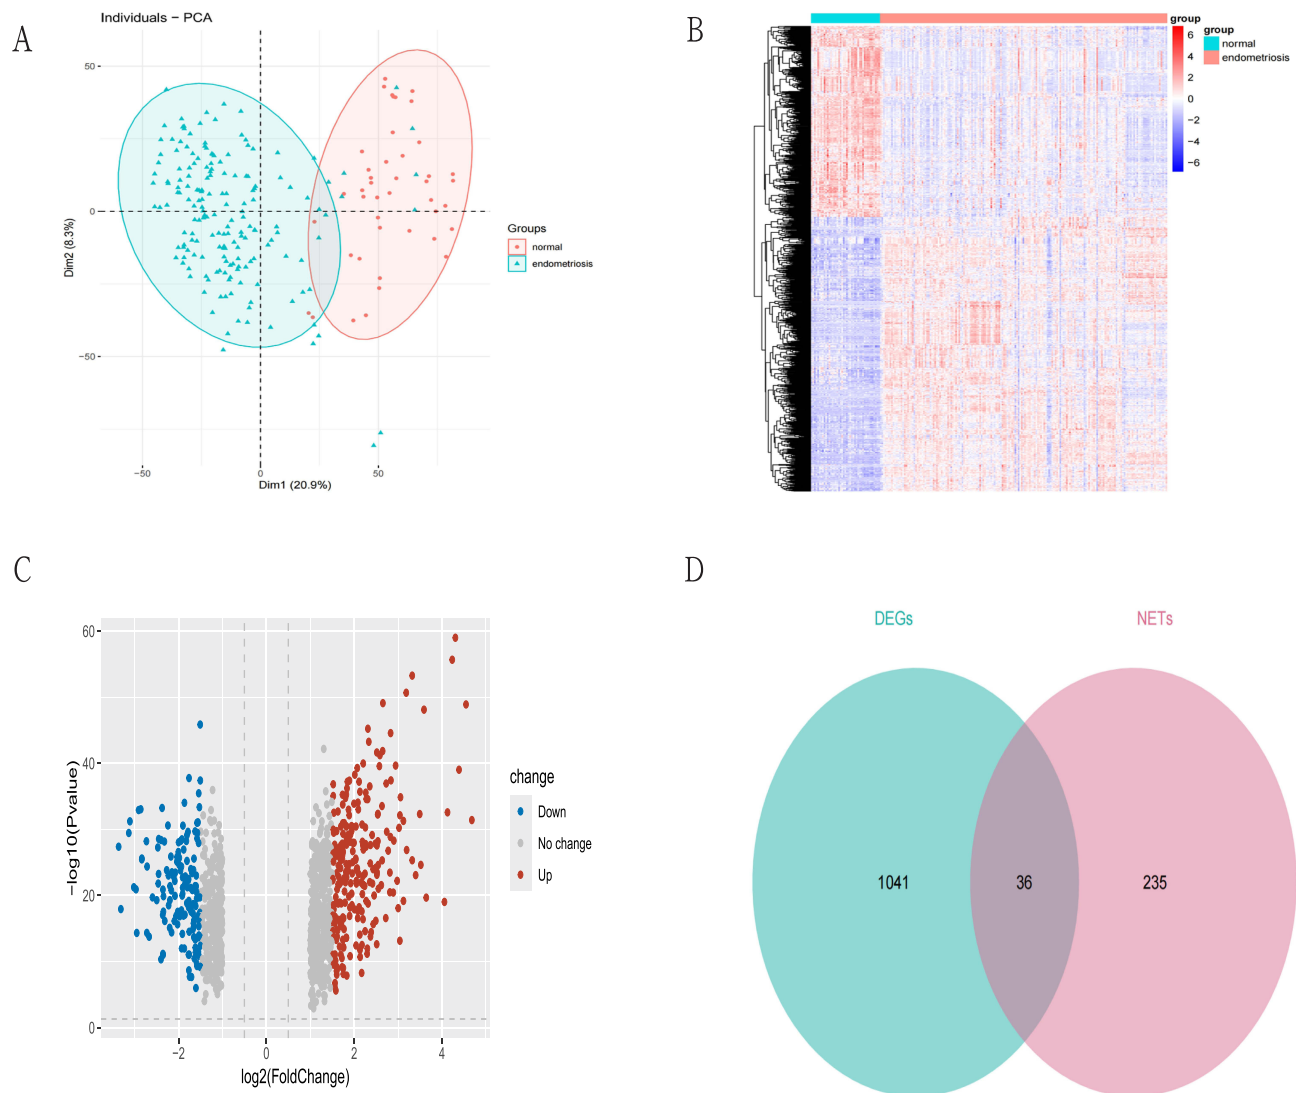 A
Individuals − PCA
50
0
−50
−50
0
50
Dim2 (8.3%)
Dim1 (20.9%)
Groups
normal
endometriosis
B
group
6
4
2
0
−2
−4
−6
group
normal
endometriosis
C
60
40
20
0
−2
0
2
4
−log10(Pvalue)
log2(FoldChange)
change
Down
No change
Up
D
DEGs
NETs
1041
36
235